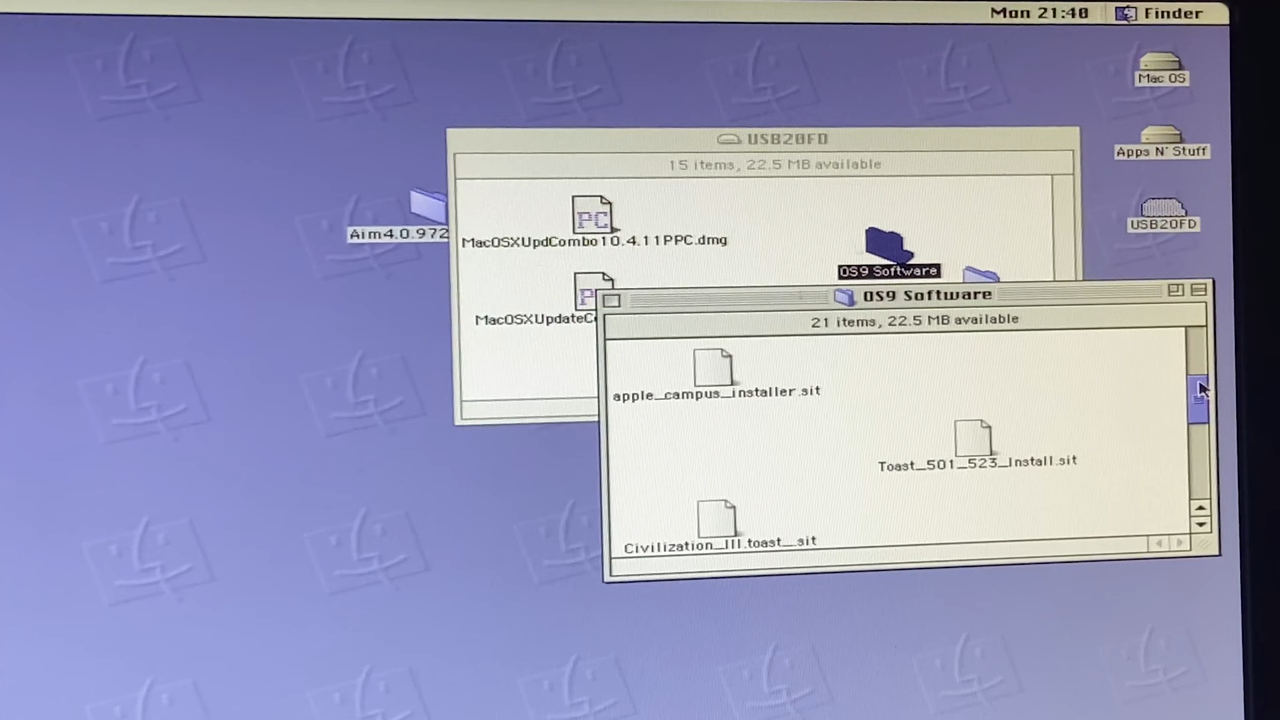 Mon 21:40 Finder
Mac OS
Apps N' Stuff
USB20FD
USB20FD
15 items, 22.5 MB available
Aim4.0.972
PC
MacOSXUpdCombo10.4.11PPC.dmg
OS9 Software
MacOSXUpdateC
OS9 Software
21 items, 22.5 MB available
apple_campus_installer.sit
Toast_501_523_Install.sit
Civilization_III.toast_.sit